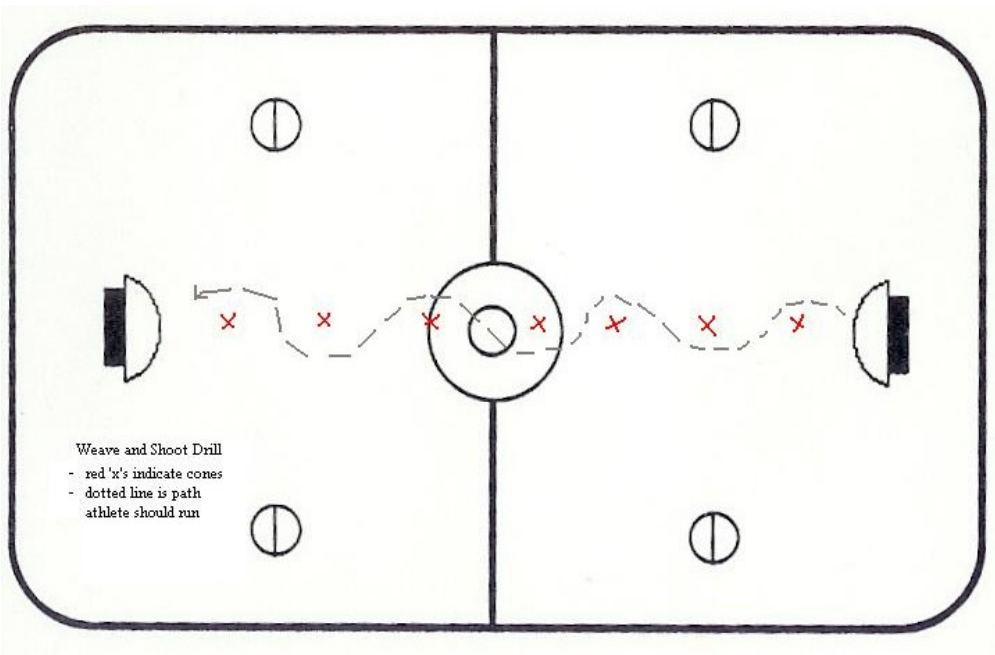 Weave and Shoot Drill
- red 'x's indicate cones
- dotted line is path
athlete should run